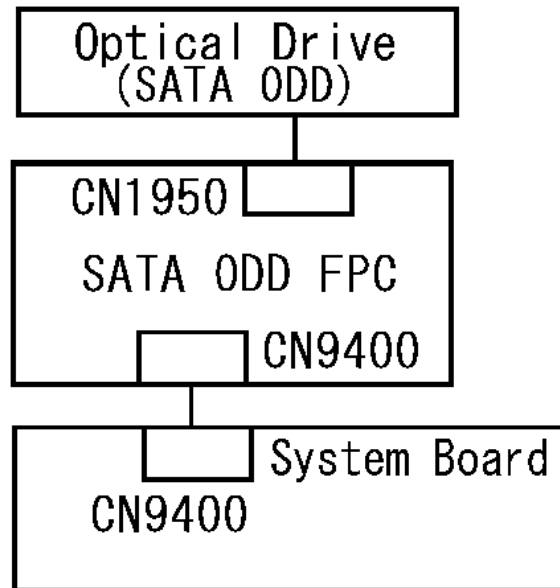 Optical Drive
(SATA ODD)
CN1950
SATA ODD FPC
CN9400
System Board
CN9400